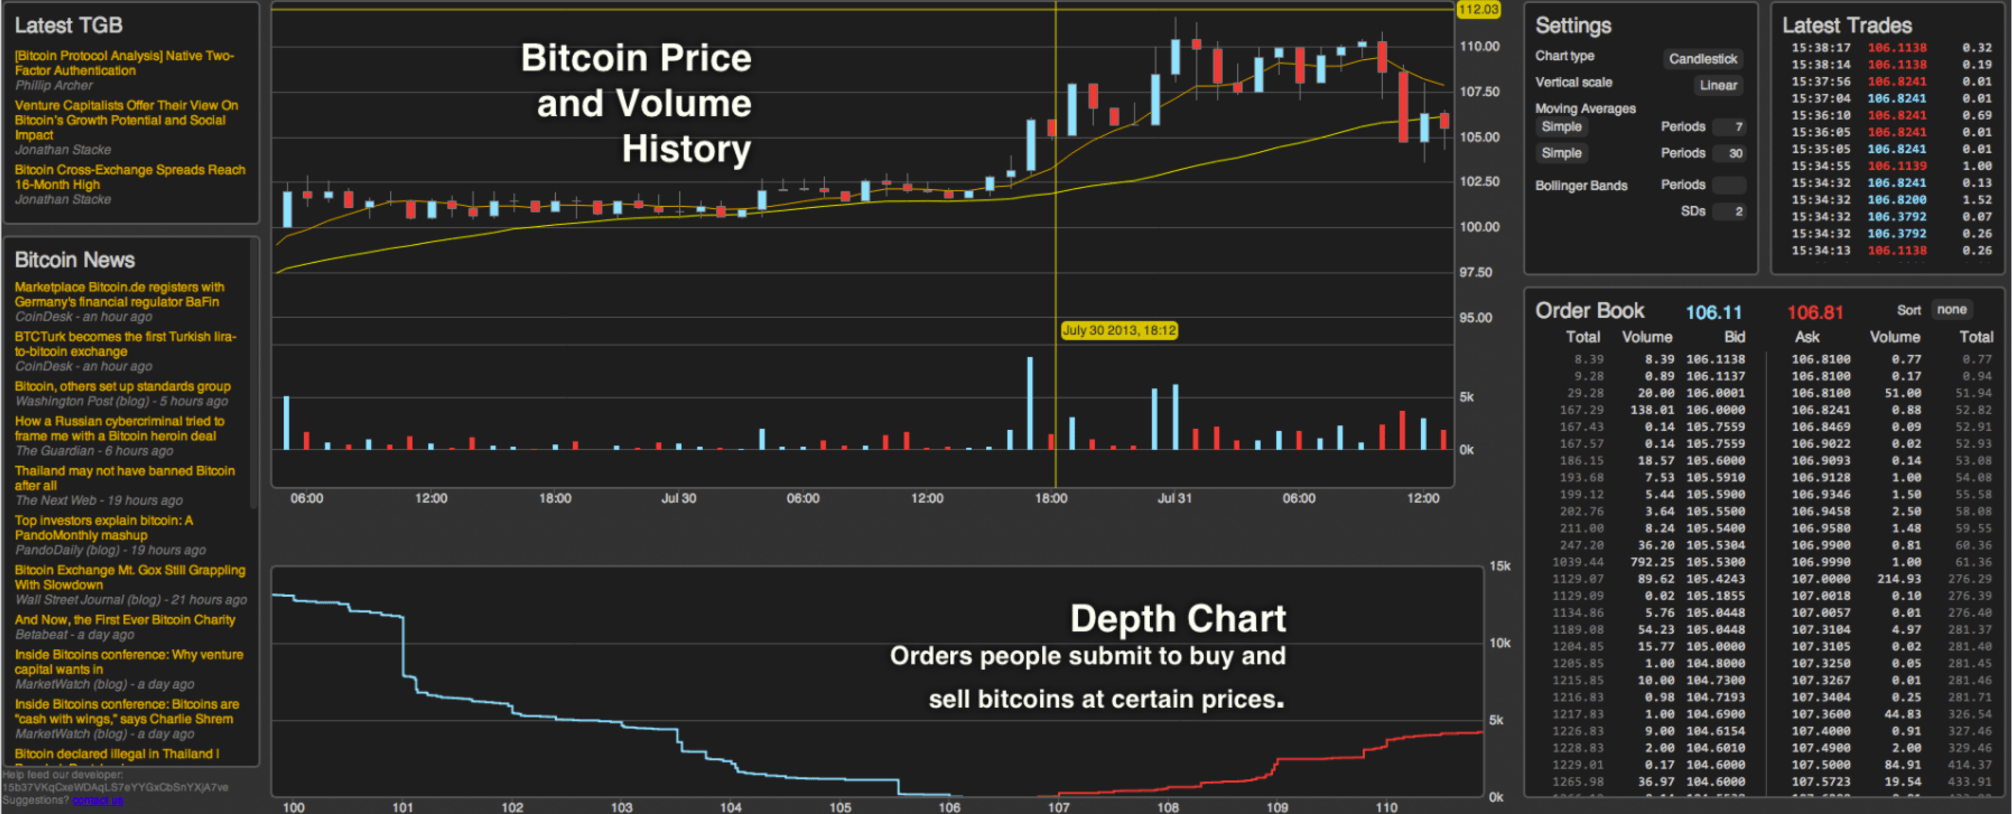 Latest TGB
[Bitcoin Protocol Analysis] Native Two-
Factor Authentication
Phillip Archer
Venture Capitalists Offer Their View On
Bitcoin's Growth Potential and Social
Impact
Jonathan Stacke
Bitcoin Cross-Exchange Spreads Reach
16-Month High
Jonathan Stacke
Bitcoin News
Marketplace Bitcoin.de registers with
Germany's financial regulator BaFin
CoinDesk - an hour ago
BTCTurk becomes the first Turkish lira-
to-bitcoin exchange
CoinDesk - an hour ago
Bitcoin, others set up standards group
Washington Post (blog) - 5 hours ago
How a Russian cybercriminal tried to
frame me with a Bitcoin heroin deal
The Guardian - 6 hours ago
Thailand may not have banned Bitcoin
after all
The Next Web - 19 hours ago
Top investors explain bitcoin: A
PandoMonthly mashup
PandoDaily (blog) - 19 hours ago
Bitcoin Exchange Mt. Gox Still Grappling
With Slowdown
Wall Street Journal (blog) - 21 hours ago
And Now, the First Ever Bitcoin Charity
Betabeat - a day ago
Inside Bitcoins conference: Why venture
capital wants in
MarketWatch (blog) - a day ago
Inside Bitcoins conference: Bitcoins are
"cash with wings," says Charlie Shrem
MarketWatch (blog) - a day ago
Bitcoin declared illegal in Thailand |
Help feed our developer:
15b37VKqCxeWDAqLS7eYYGxCbSnYXjA7ve
Suggestions? contact us
Bitcoin Price
and Volume
History
112.03
110.00
107.50
105.00
102.50
100.00
97.50
95.00
July 30 2013, 18:12
5k
0k
06:00 12:00 18:00 Jul 30 06:00 12:00 18:00 Jul 31 06:00 12:00
Depth Chart
Orders people submit to buy and
sell bitcoins at certain prices.
15k
10k
5k
0k
100 101 102 103 104 105 106 107 108 109 110
Settings
Chart type Candlestick
Vertical scale Linear
Moving Averages
Simple Periods 7
Simple Periods 30
Bollinger Bands Periods
SDs 2
Latest Trades
15:38:17 106.1138 0.32
15:38:14 106.1138 0.19
15:37:56 106.8241 0.01
15:37:04 106.8241 0.01
15:36:10 106.8241 0.69
15:36:05 106.8241 0.01
15:35:05 106.8241 0.01
15:34:55 106.1139 1.00
15:34:32 106.8241 0.13
15:34:32 106.8200 1.52
15:34:32 106.3792 0.07
15:34:32 106.3792 0.26
15:34:13 106.1138 0.26
Order Book 106.11 106.81 Sort none
Total Volume Bid Ask Volume Total
8.39 8.39 106.1138 106.8100 0.77 0.77
9.28 0.89 106.1137 106.8100 0.17 0.94
29.28 20.00 106.0001 106.8100 51.00 51.94
167.29 138.01 106.0000 106.8241 0.88 52.82
167.43 0.14 105.7559 106.8469 0.09 52.91
167.57 0.14 105.7559 106.9022 0.02 52.93
186.15 18.57 105.6000 106.9093 0.14 53.08
193.68 7.53 105.5910 106.9128 1.00 54.08
199.12 5.44 105.5900 106.9346 1.50 55.58
202.76 3.64 105.5500 106.9458 2.50 58.08
211.00 8.24 105.5400 106.9580 1.48 59.55
247.20 36.20 105.5304 106.9900 0.81 60.36
1039.44 792.25 105.5300 106.9990 1.00 61.36
1129.07 89.62 105.4243 107.0000 214.93 276.29
1129.09 0.02 105.1855 107.0018 0.10 276.39
1134.86 5.76 105.0448 107.0057 0.01 276.40
1189.08 54.23 105.0448 107.3104 4.97 281.37
1204.85 15.77 105.0000 107.3105 0.02 281.40
1205.85 1.00 104.8000 107.3250 0.05 281.45
1215.85 10.00 104.7300 107.3267 0.01 281.46
1216.83 0.98 104.7193 107.3404 0.25 281.71
1217.83 1.00 104.6900 107.3600 44.83 326.54
1226.83 9.00 104.6154 107.4000 0.91 327.46
1228.83 2.00 104.6010 107.4900 2.00 329.46
1229.01 0.17 104.6000 107.5000 84.91 414.37
1265.98 36.97 104.6000 107.5723 19.54 433.91